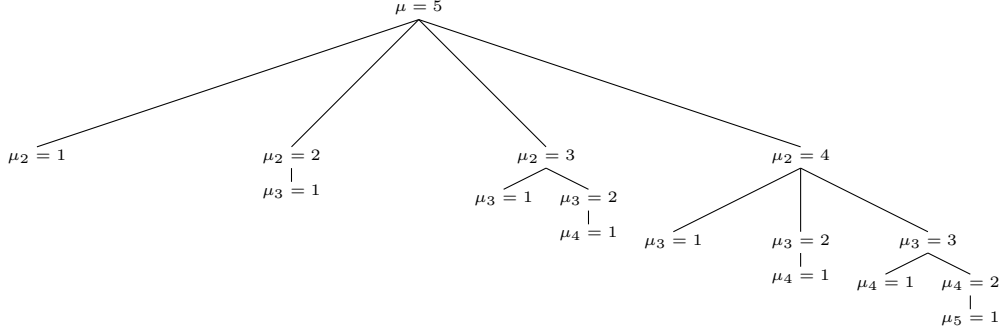 μ = 5
μ₂ = 1
μ₂ = 2
μ₂ = 3
μ₂ = 4
μ₃ = 1
μ₃ = 1
μ₃ = 2
μ₄ = 1
μ₃ = 1
μ₃ = 2
μ₃ = 3
μ₄ = 1
μ₄ = 1
μ₄ = 2
μ₅ = 1